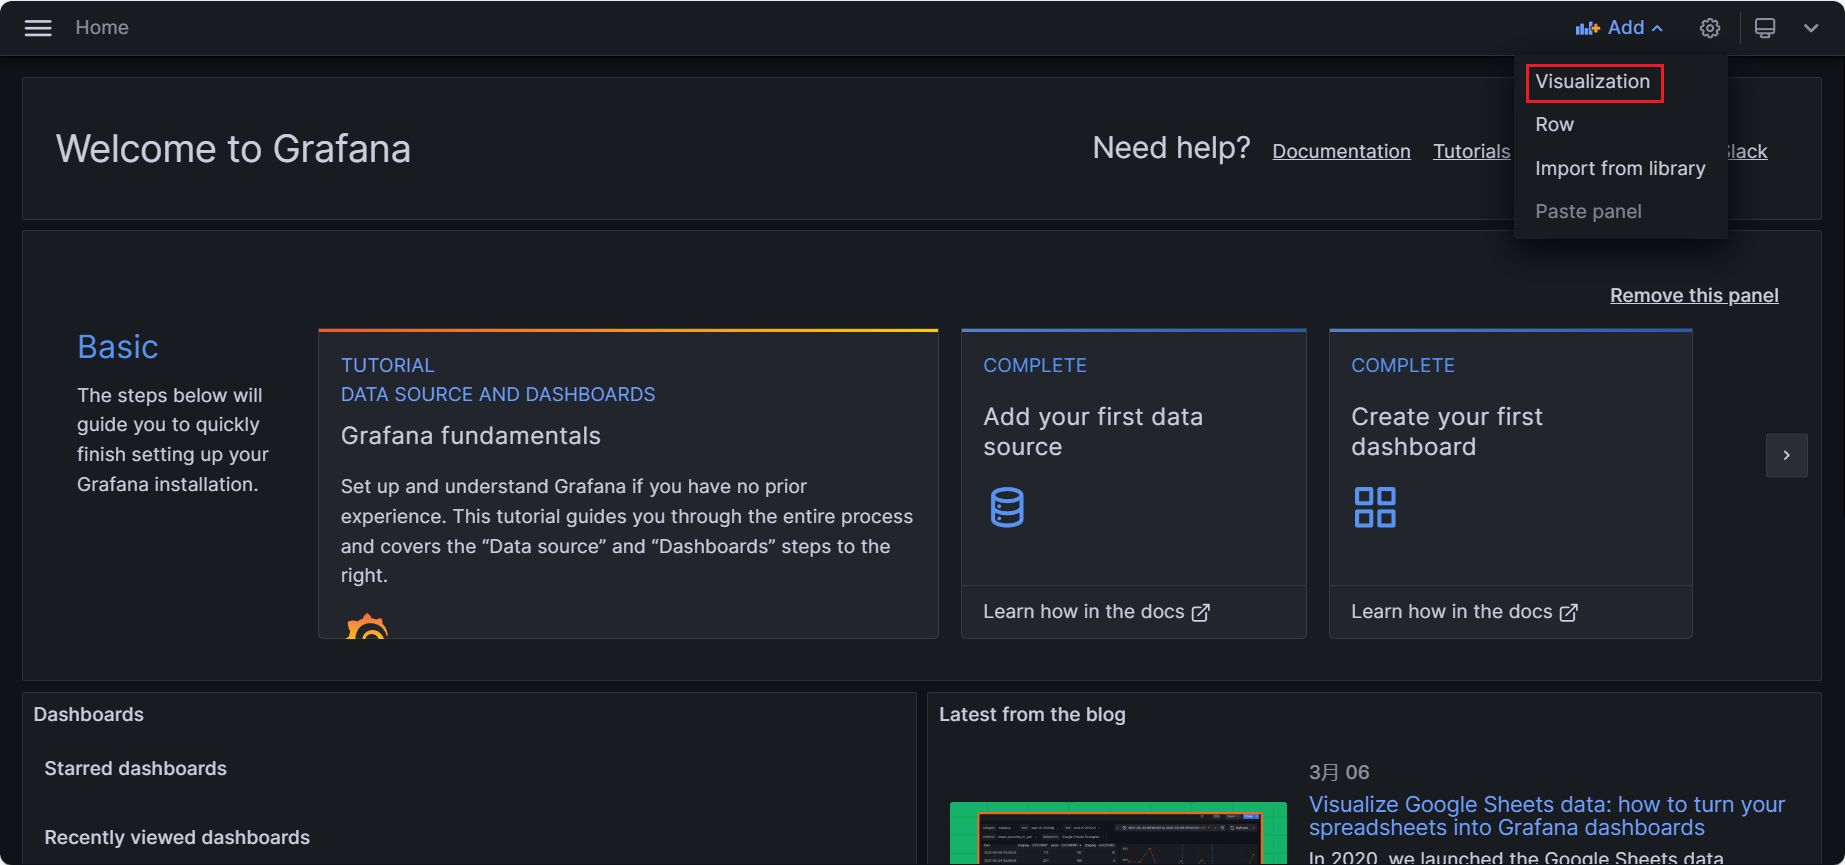 Home
Add
Visualization
Row
Import from library
Paste panel
Welcome to Grafana
Need help?
Documentation
Tutorials
Slack
Remove this panel
Basic
The steps below will
guide you to quickly
finish setting up your
Grafana installation.
TUTORIAL
DATA SOURCE AND DASHBOARDS
Grafana fundamentals
Set up and understand Grafana if you have no prior
experience. This tutorial guides you through the entire process
and covers the “Data source” and “Dashboards” steps to the
right.
COMPLETE
Add your first data
source
Learn how in the docs
COMPLETE
Create your first
dashboard
Learn how in the docs
Dashboards
Starred dashboards
Recently viewed dashboards
Latest from the blog
3月 06
Visualize Google Sheets data: how to turn your
spreadsheets into Grafana dashboards
In 2020, we launched the Google Sheets data